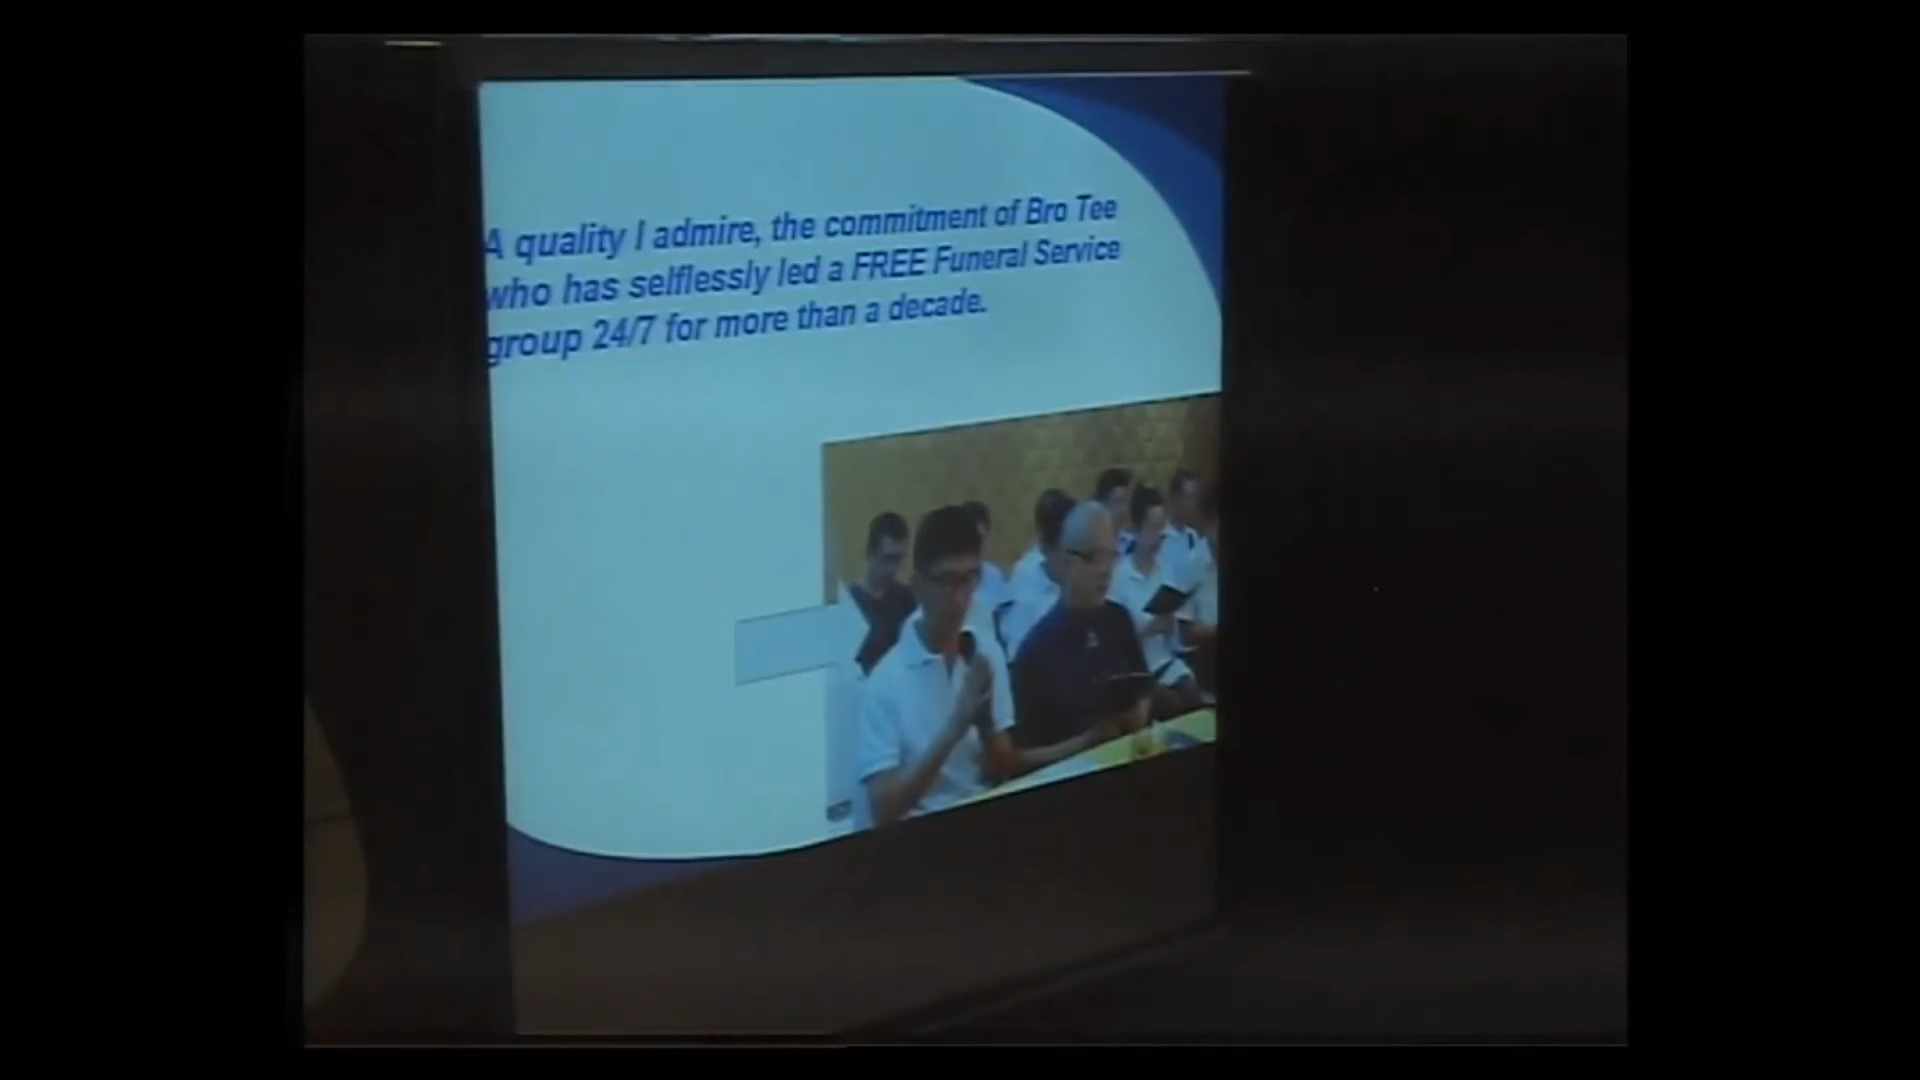 A quality I admire, the commitment of Bro Tee
who has selflessly led a FREE Funeral Service
group 24/7 for more than a decade.